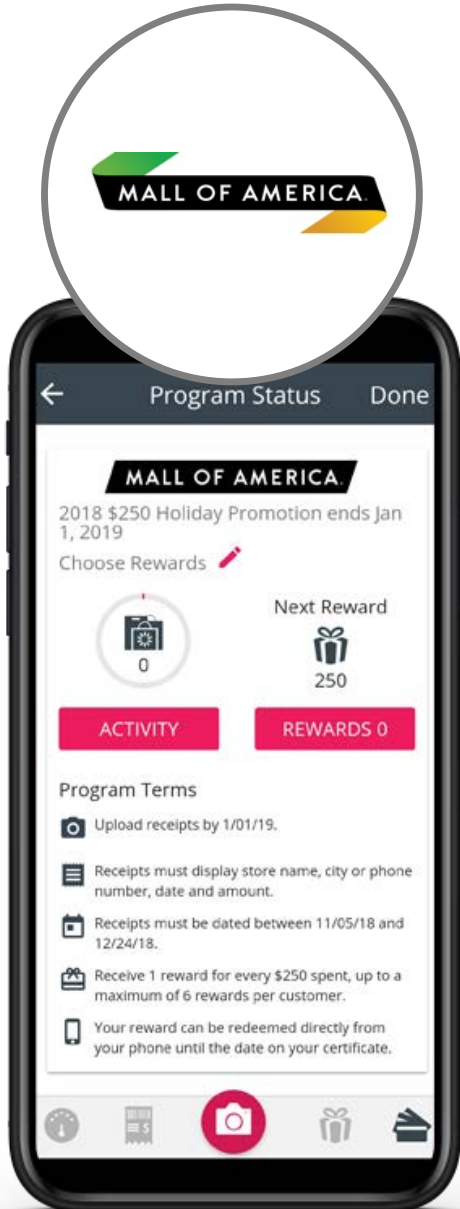 MALL OF AMERICA.
Program Status Done
MALL OF AMERICA.
2018 $250 Holiday Promotion ends Jan
1, 2019
Choose Rewards
Next Reward
0
250
ACTIVITY
REWARDS 0
Program Terms
Upload receipts by 1/01/19.
Receipts must display store name, city or phone
number, date and amount.
Receipts must be dated between 11/05/18 and
12/24/18.
Receive 1 reward for every $250 spent, up to a
maximum of 6 rewards per customer.
Your reward can be redeemed directly from
your phone until the date on your certificate.